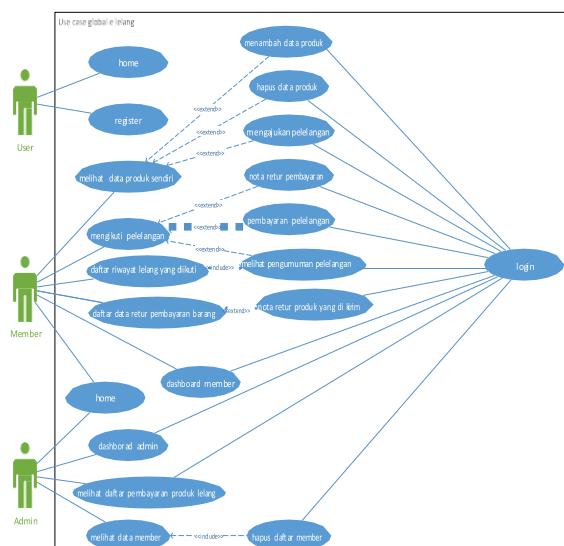 Use case global e lelang
menambah data produk
home
hapus data produk
<<extend>>
register
<<extend>>
mengajukan pelelangan
User
<<extend>>
melihat data produk sendiri
nota retur pembayaran
<<extend>>
pembayaran pelelangan
mengikuti pelelangan
<<extend>>
<<extend>>
daftar riwayat lelang yang diikuti
<<include>>
melihat pengumuman pelelangan
login
daftar data retur pembayaran barang
<<extend>>
nota retur produk yang di kirim
Member
dashboard member
home
dashborad admin
melihat daftar pembayaran produk lelang
Admin
melihat data member
<<include>>
hapus daftar member